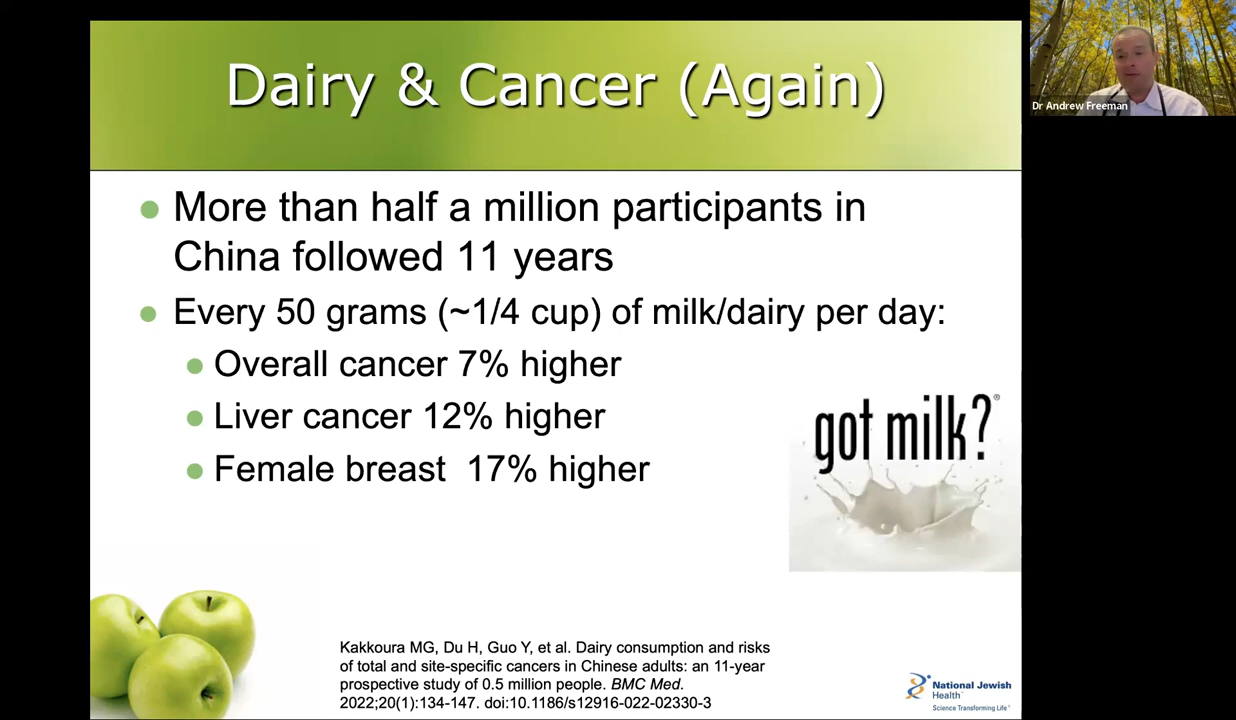 Dairy & Cancer (Again)
Dr Andrew Freeman
More than half a million participants in
China followed 11 years
Every 50 grams (~1/4 cup) of milk/dairy per day:
Overall cancer 7% higher
Liver cancer 12% higher
Female breast  17% higher
got milk?®
Kakkoura MG, Du H, Guo Y, et al. Dairy consumption and risks
of total and site-specific cancers in Chinese adults: an 11-year
prospective study of 0.5 million people. BMC Med.
2022;20(1):134-147. doi:10.1186/s12916-022-02330-3
National Jewish
Health™
Science Transforming Life®